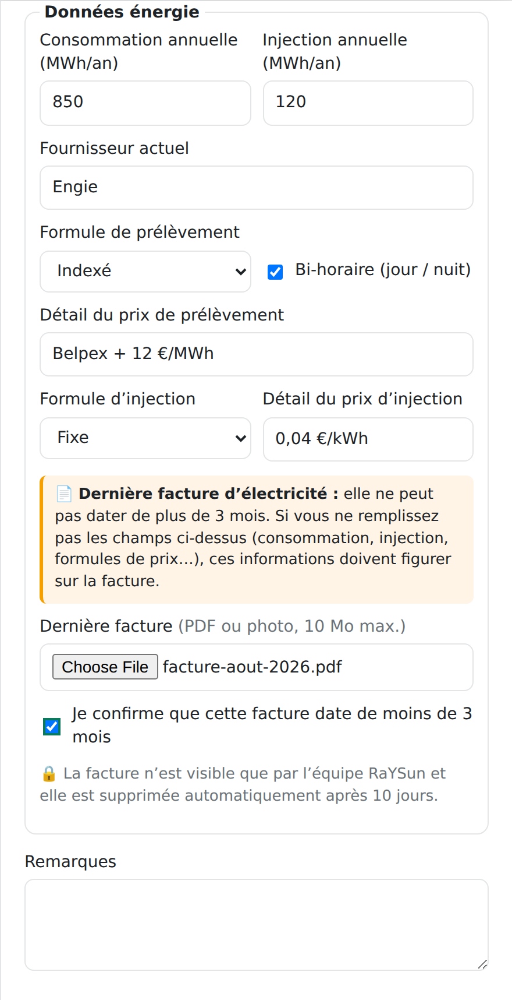 Données énergie
Consommation annuelle (MWh/an)
Injection annuelle (MWh/an)
850
120
Fournisseur actuel
Engie
Formule de prélèvement
Indexé
Bi-horaire (jour / nuit)
Détail du prix de prélèvement
Belpex + 12 €/MWh
Formule d’injection
Détail du prix d’injection
Fixe
0,04 €/kWh
📄 Dernière facture d’électricité : elle ne peut
pas dater de plus de 3 mois. Si vous ne remplissez
pas les champs ci-dessus (consommation, injection,
formules de prix…), ces informations doivent figurer
sur la facture.
Dernière facture (PDF ou photo, 10 Mo max.)
Choose File facture-aout-2026.pdf
Je confirme que cette facture date de moins de 3
mois
🔒 La facture n’est visible que par l’équipe RaYSun et
elle est supprimée automatiquement après 10 jours.
Remarques